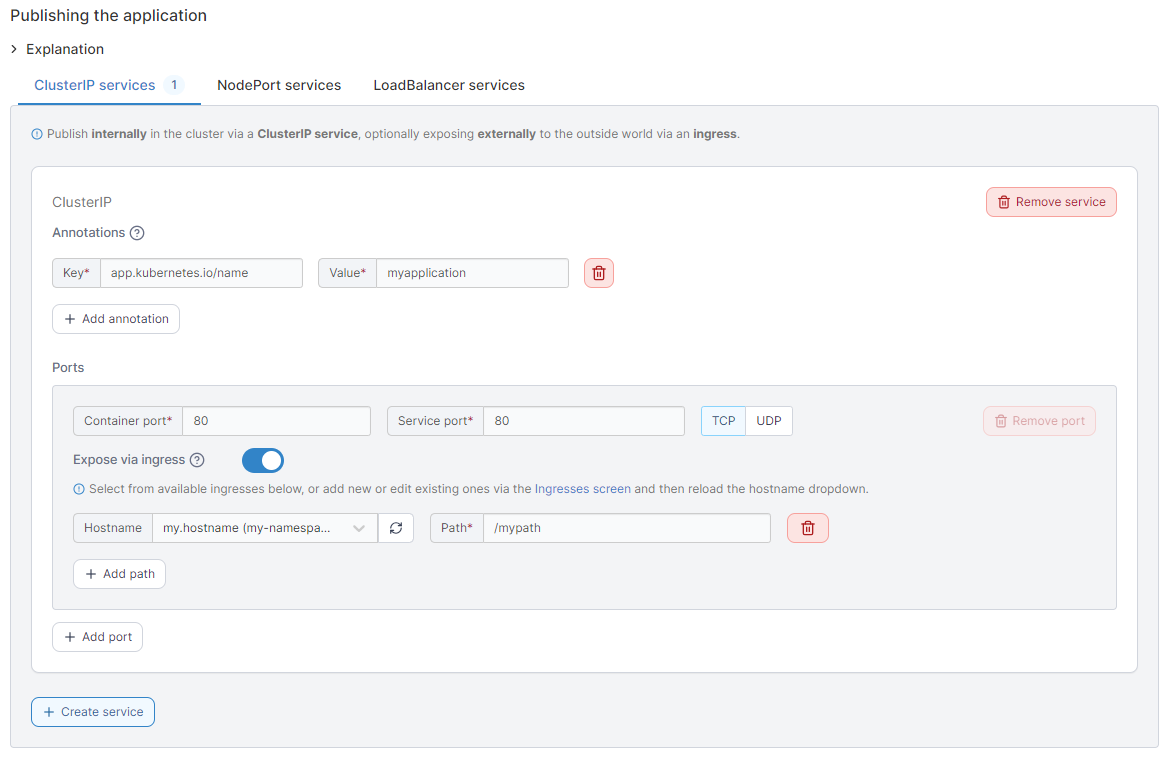 Publishing the application
Explanation
ClusterIP services 1 NodePort services LoadBalancer services
Publish internally in the cluster via a ClusterIP service, optionally exposing externally to the outside world via an ingress.
ClusterIP Remove service
Annotations ?
Key* app.kubernetes.io/name Value* myapplication
+ Add annotation
Ports
Container port* 80 Service port* 80 TCP UDP Remove port
Expose via ingress ?
Select from available ingresses below, or add new or edit existing ones via the Ingresses screen and then reload the hostname dropdown.
Hostname my.hostname (my-namespa... Path* /mypath
+ Add path
+ Add port
+ Create service